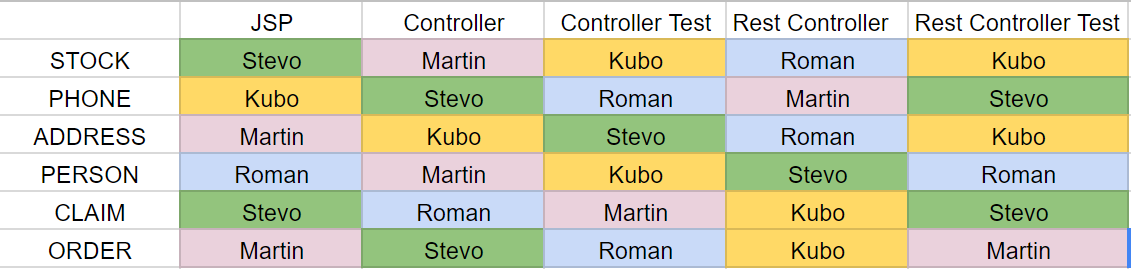 JSP Controller Controller Test Rest Controller Rest Controller Test
STOCK Stevo Martin Kubo Roman Kubo
PHONE Kubo Stevo Roman Martin Stevo
ADDRESS Martin Kubo Stevo Roman Kubo
PERSON Roman Martin Kubo Stevo Roman
CLAIM Stevo Roman Martin Kubo Stevo
ORDER Martin Stevo Roman Kubo Martin